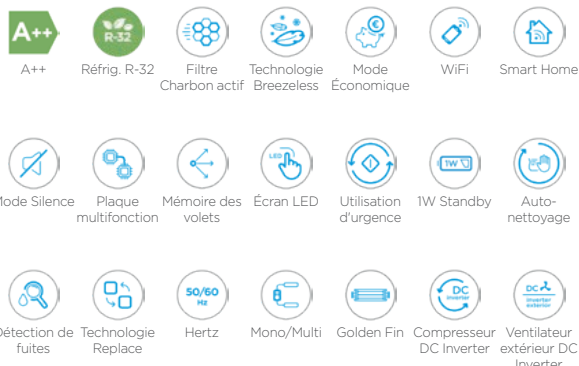 A++
R-32
€
A++
Réfrig. R-32
Filtre
Charbon actif
Technologie
Breezeless
Mode
Économique
WiFi
Smart Home
LED
1W
Mode Silence
Plaque
multifonction
Mémoire des
volets
Écran LED
Utilisation
d'urgence
1W Standby
Auto-
nettoyage
50/60
Hz
DC
inverter
DC
inverter
exterior
Détection de
fuites
Technologie
Replace
Hertz
Mono/Multi
Golden Fin
Compresseur
DC Inverter
Ventilateur
extérieur DC
Inverter